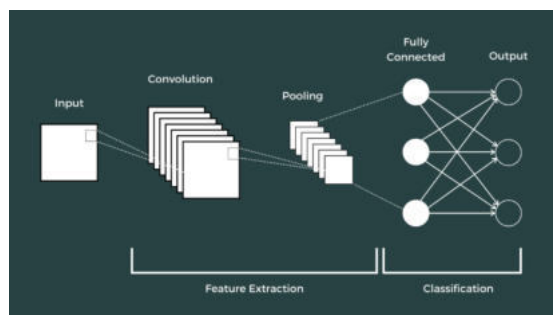 Input
Convolution
Pooling
Fully
Connected
Output
Feature Extraction
Classification